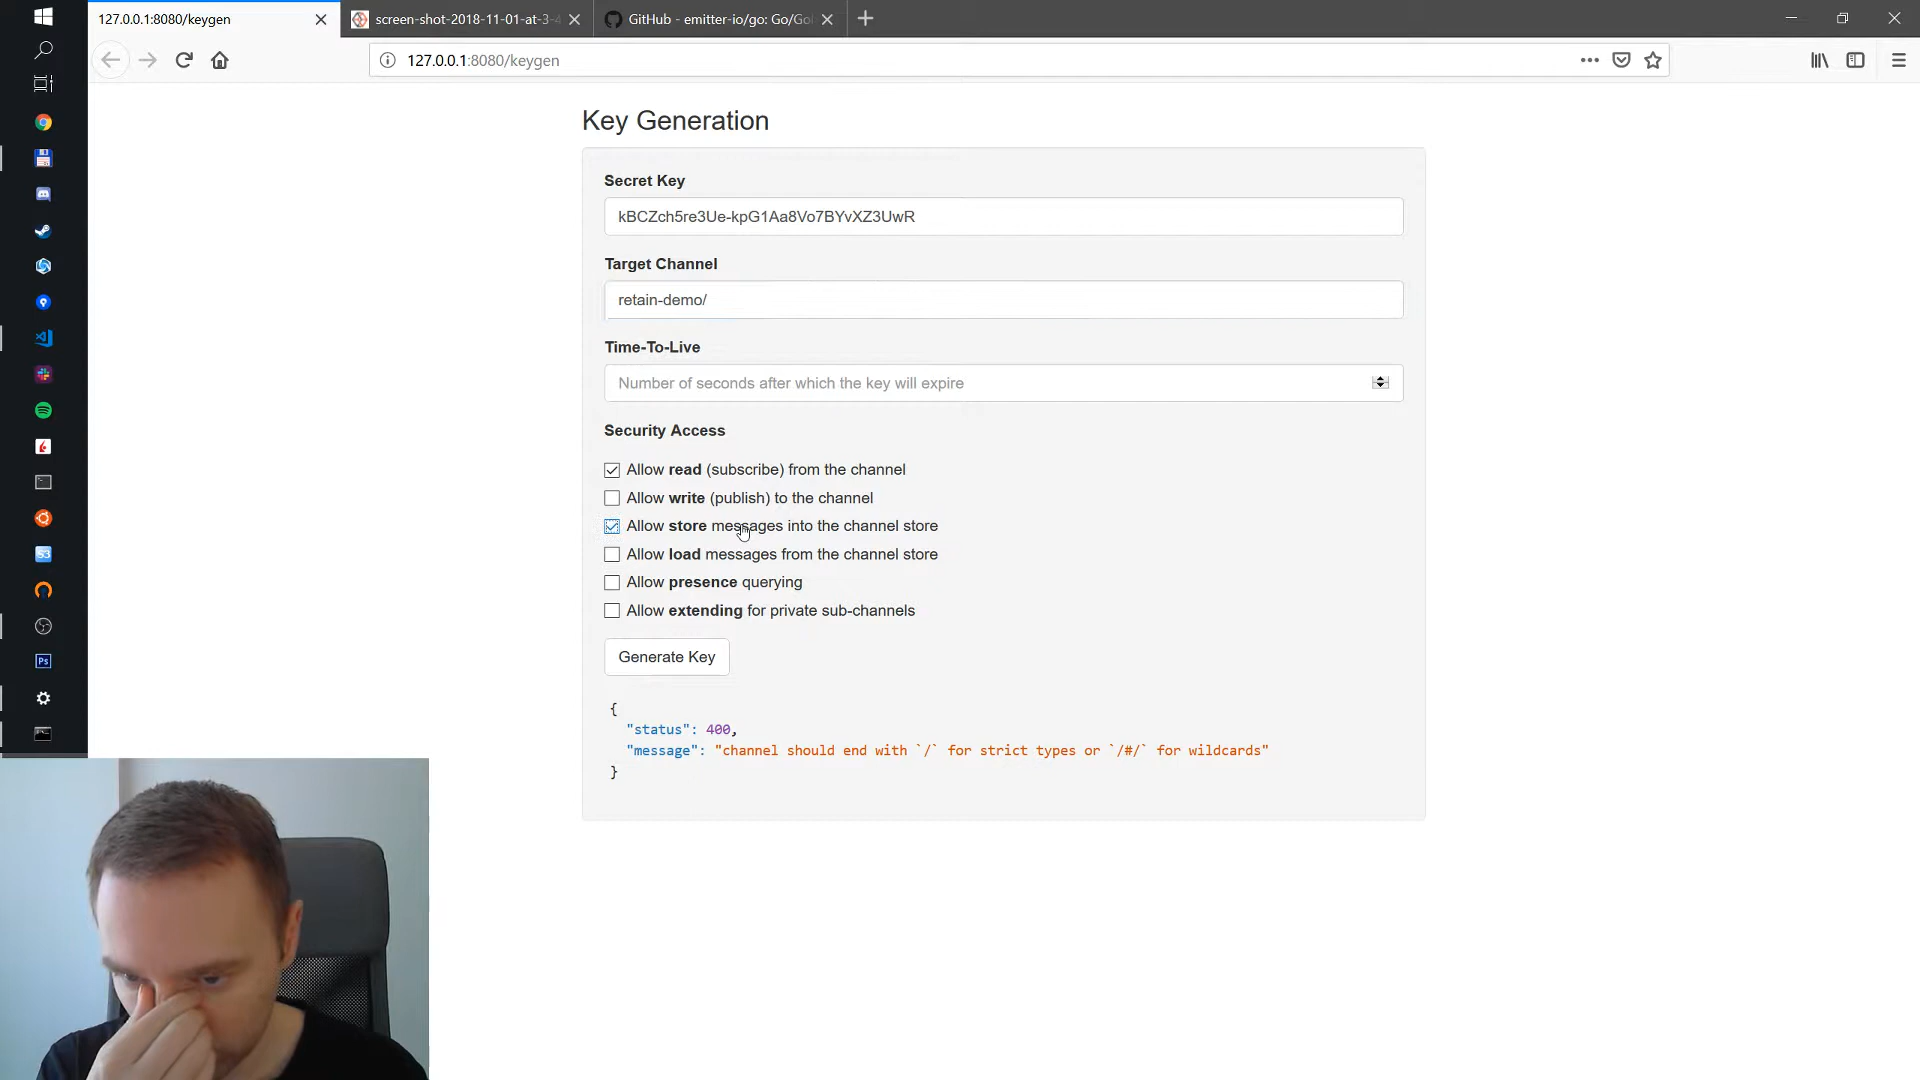 127.0.0.1:8080/keygen
screen-shot-2018-11-01-at-3-4
GitHub - emitter-io/go: Go/Gol
127.0.0.1:8080/keygen
Key Generation
Secret Key
kBCZch5re3Ue-kpG1Aa8Vo7BYvXZ3UwR
Target Channel
retain-demo/
Time-To-Live
Number of seconds after which the key will expire
Security Access
Allow read (subscribe) from the channel
Allow write (publish) to the channel
Allow store messages into the channel store
Allow load messages from the channel store
Allow presence querying
Allow extending for private sub-channels
Generate Key
{
"status": 400,
"message": "channel should end with `/` for strict types or `/#/` for wildcards"
}
S3
Ps